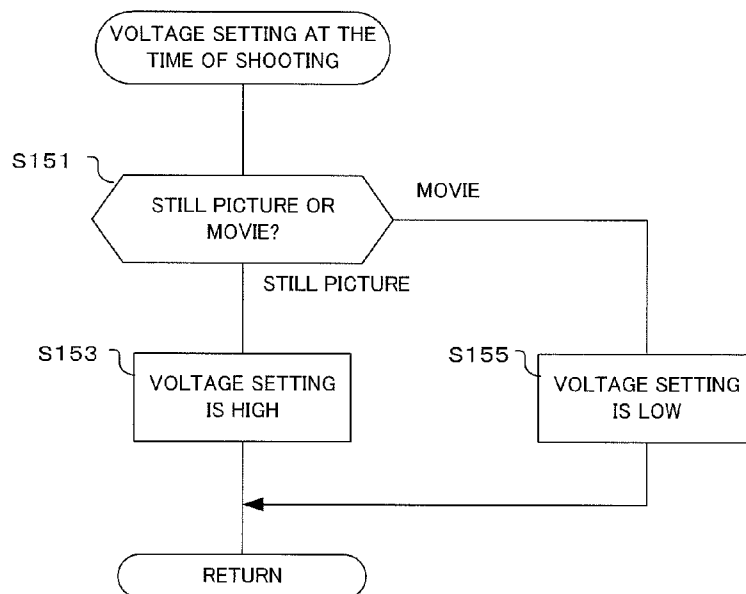 VOLTAGE SETTING AT THE
TIME OF SHOOTING
S151
STILL PICTURE OR
MOVIE?
MOVIE
STILL PICTURE
S153
VOLTAGE SETTING
IS HIGH
S155
VOLTAGE SETTING
IS LOW
RETURN